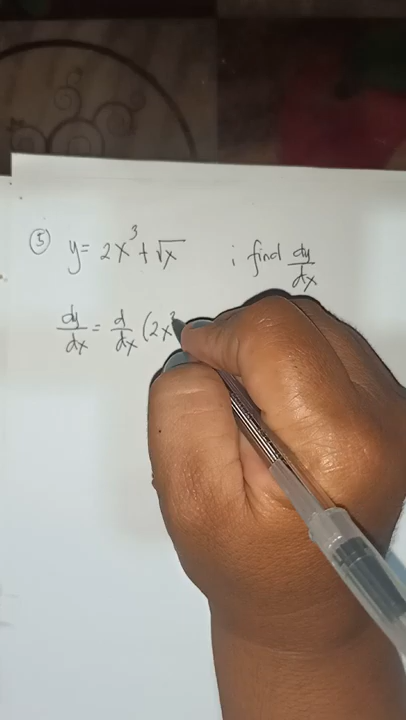 ⑤ y = 2x³ + √x ; find dy/dx
dy/dx = d/dx (2x³